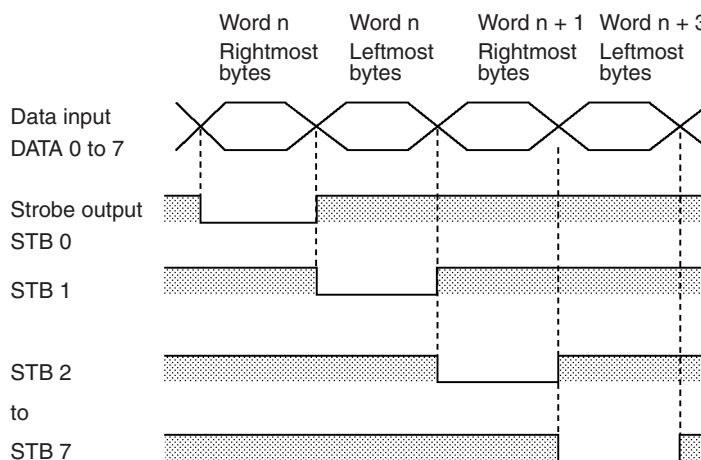 Word n
Rightmost
bytes
Word n
Leftmost
bytes
Word n + 1
Rightmost
bytes
Word n + 3
Leftmost
bytes
Data input
DATA 0 to 7
Strobe output
STB 0
STB 1
STB 2
to
STB 7